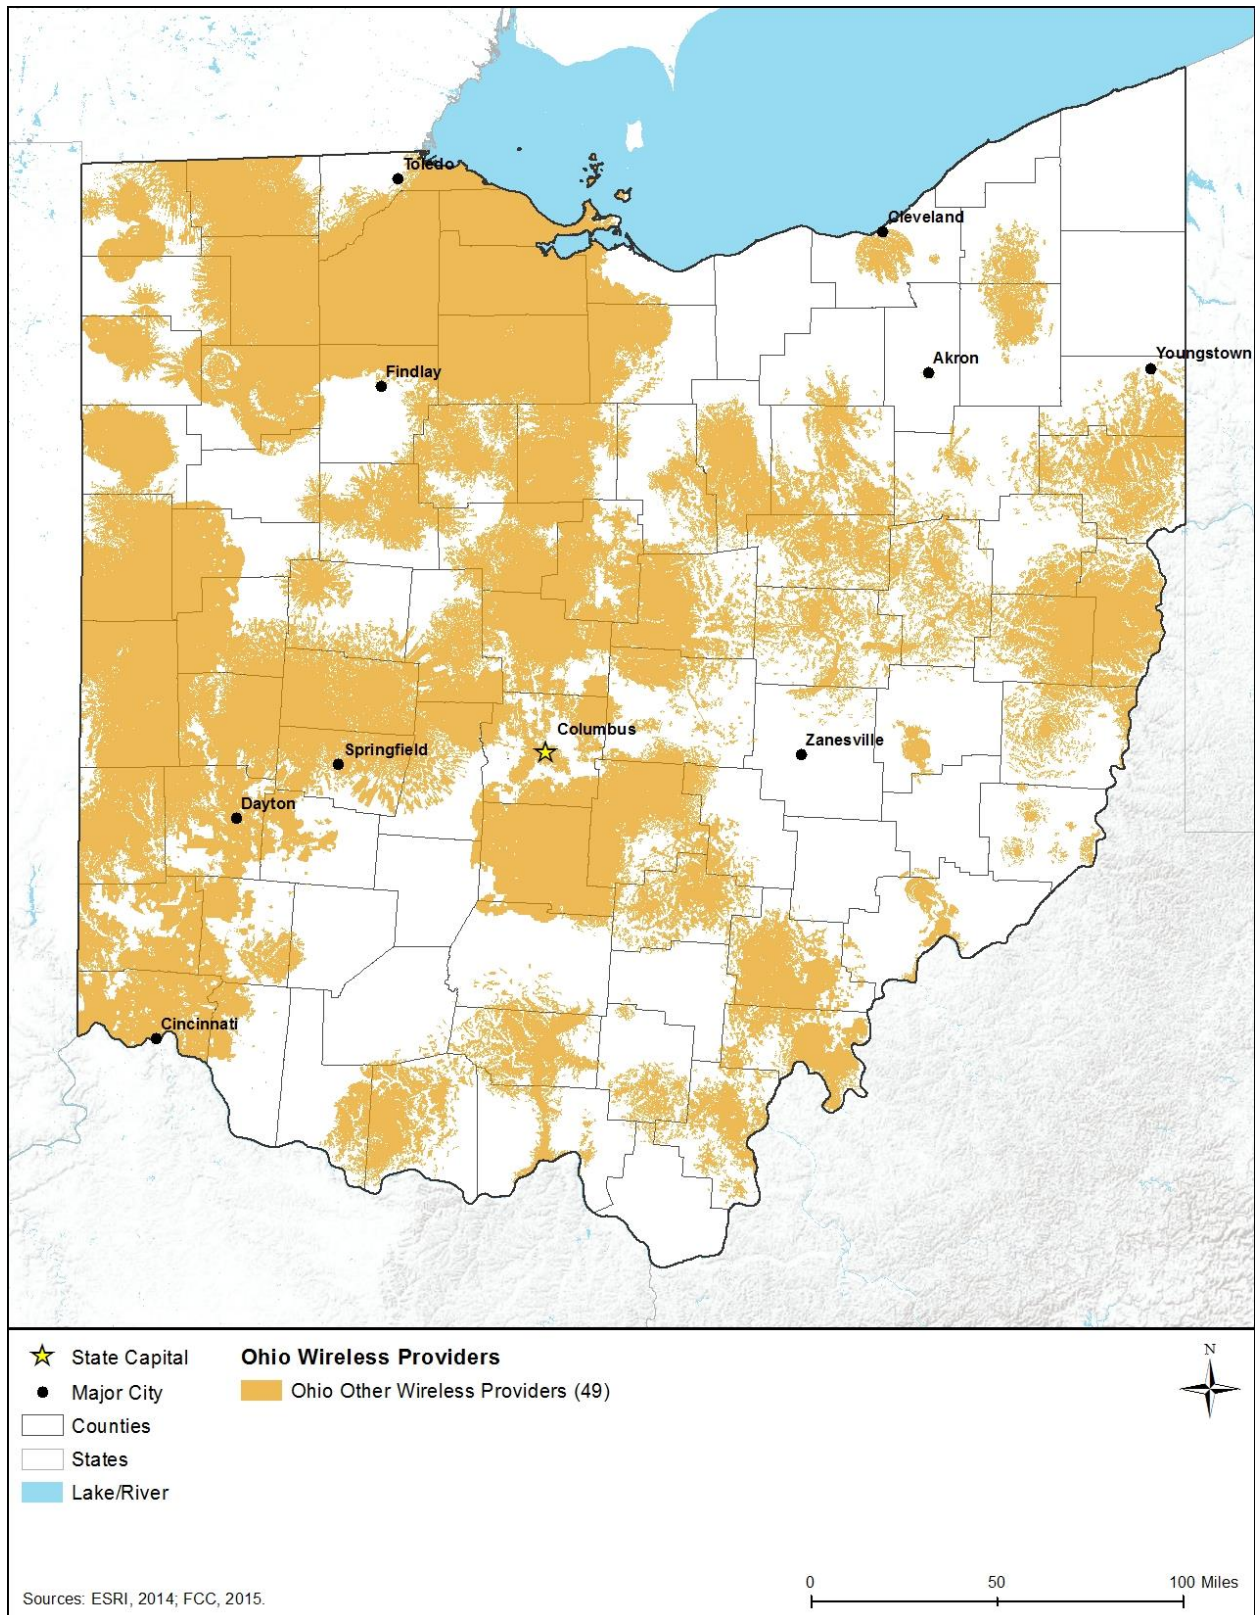 Toledo
Cleveland
Youngstown
Akron
Findlay
Columbus
Zanesville
Springfield
Dayton
Cincinnati
State Capital
Ohio Wireless Providers
N
Major City
Ohio Other Wireless Providers (49)
Counties
States
Lake/River
0 50 100 Miles
Sources: ESRI, 2014; FCC, 2015.